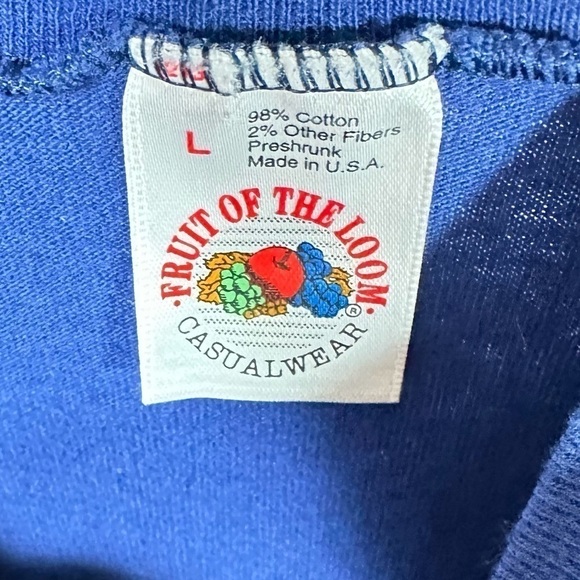 L
98% Cotton
2% Other Fibers
Preshrunk
Made in U.S.A.
·FRUIT OF THE LOOM·
®
CASUALWEAR